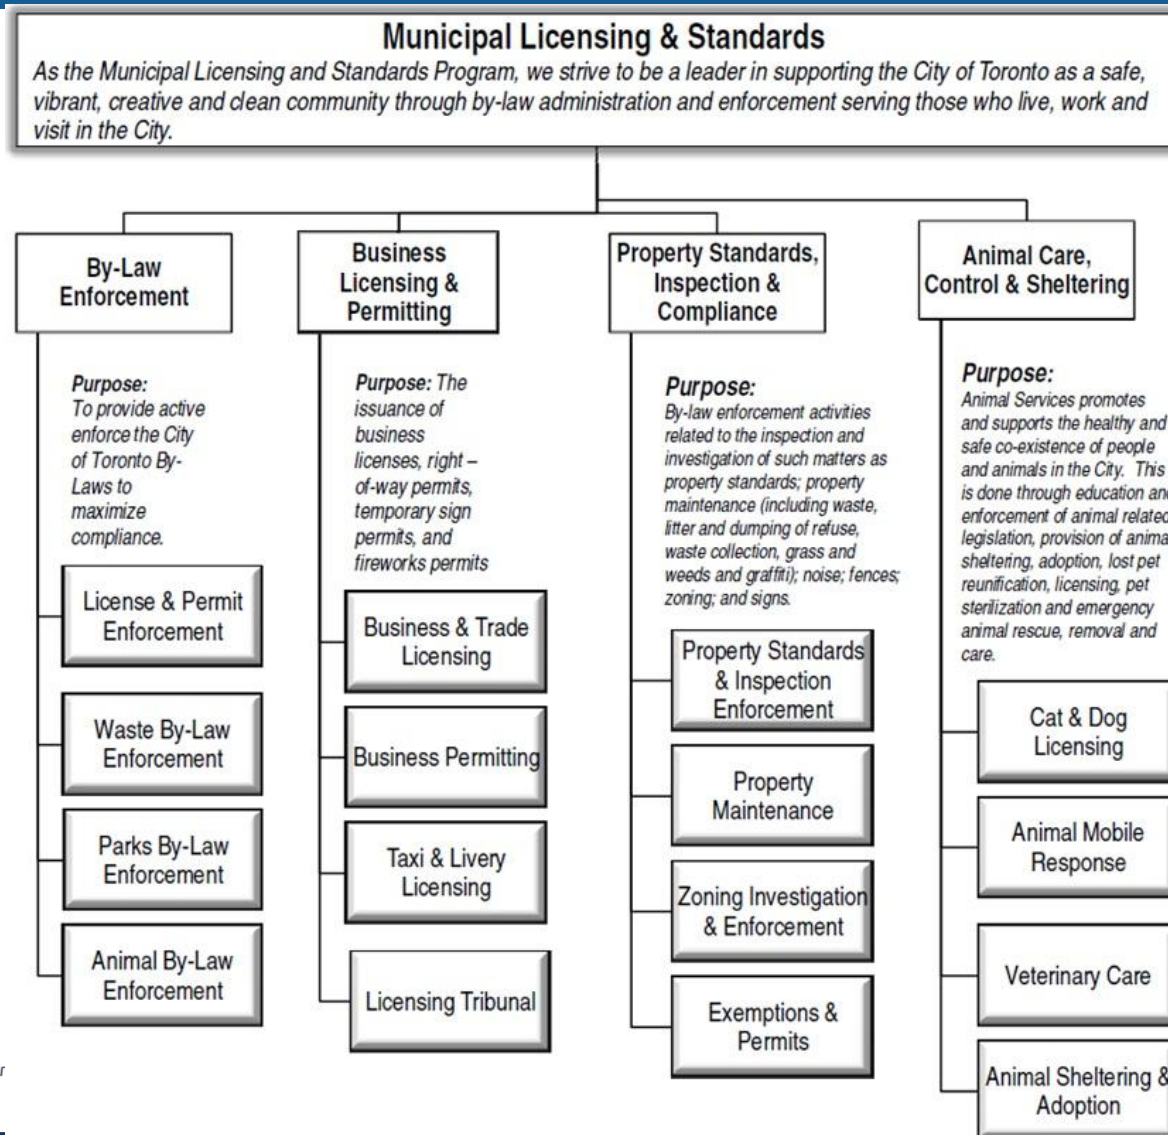 Municipal Licensing & Standards
As the Municipal Licensing and Standards Program, we strive to be a leader in supporting the City of Toronto as a safe,
vibrant, creative and clean community through by-law administration and enforcement serving those who live, work and
visit in the City.
By-Law
Enforcement
Purpose:
To provide active
enforce the City
of Toronto By-
Laws to
maximize
compliance.
License & Permit
Enforcement
Waste By-Law
Enforcement
Parks By-Law
Enforcement
Animal By-Law
Enforcement
Business
Licensing &
Permitting
Purpose: The
issuance of
business
licenses, right –
of-way permits,
temporary sign
permits, and
fireworks permits
Business & Trade
Licensing
Business Permitting
Taxi & Livery
Licensing
Licensing Tribunal
Property Standards,
Inspection &
Compliance
Purpose:
By-law enforcement activities
related to the inspection and
investigation of such matters as
property standards; property
maintenance (including waste,
litter and dumping of refuse,
waste collection, grass and
weeds and graffiti); noise; fences;
zoning; and signs.
Property Standards
& Inspection
Enforcement
Property
Maintenance
Zoning Investigation
& Enforcement
Exemptions &
Permits
Animal Care,
Control & Sheltering
Purpose:
Animal Services promotes
and supports the healthy and
safe co-existence of people
and animals in the City. This
is done through education and
enforcement of animal related
legislation, provision of anima
sheltering, adoption, lost pet
reunification, licensing, pet
sterilization and emergency
animal rescue, removal and
care.
Cat & Dog
Licensing
Animal Mobile
Response
Veterinary Care
Animal Sheltering &
Adoption